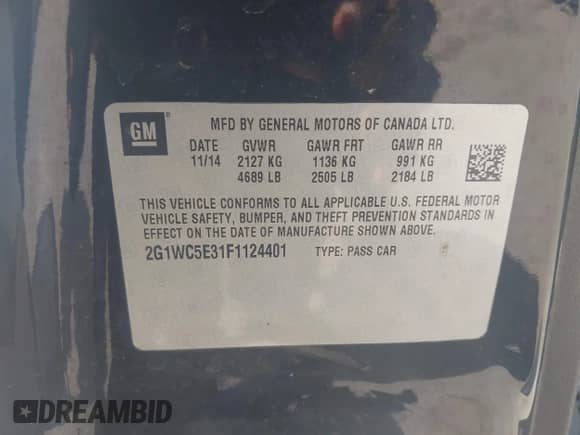 GM
MFD BY GENERAL MOTORS OF CANADA LTD.
DATE GVWR GAWR FRT GAWR RR
11/14 2127 KG 1136 KG 991 KG
4689 LB 2505 LB 2184 LB
THIS VEHICLE CONFORMS TO ALL APPLICABLE U.S. FEDERAL MOTOR
VEHICLE SAFETY, BUMPER, AND THEFT PREVENTION STANDARDS IN
EFFECT ON THE DATE OF MANUFACTURE SHOWN ABOVE.
2G1WC5E31F1124401 TYPE: PASS CAR
DREAMBID